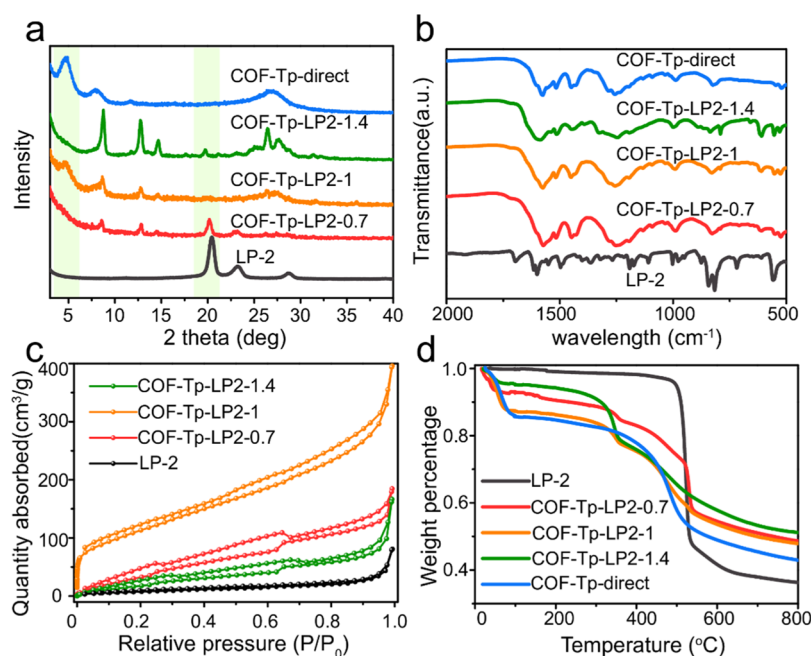 a
COF-Tp-direct
COF-Tp-LP2-1.4
COF-Tp-LP2-1
COF-Tp-LP2-0.7
LP-2
Intensity
5 10 15 20 25 30 35 40
2 theta (deg)
b
COF-Tp-direct
COF-Tp-LP2-1.4
COF-Tp-LP2-1
COF-Tp-LP2-0.7
LP-2
Transmittance(a.u.)
2000 1500 1000 500
wavelength (cm⁻¹)
c
400
300
200
100
0
COF-Tp-LP2-1.4
COF-Tp-LP2-1
COF-Tp-LP2-0.7
LP-2
Quantity absorbed(cm³/g)
0 0.2 0.4 0.6 0.8 1.0
Relative pressure (P/P₀)
d
1.0
0.8
0.6
0.4
LP-2
COF-Tp-LP2-0.7
COF-Tp-LP2-1
COF-Tp-LP2-1.4
COF-Tp-direct
Weight percentage
0 200 400 600 800
Temperature (°C)